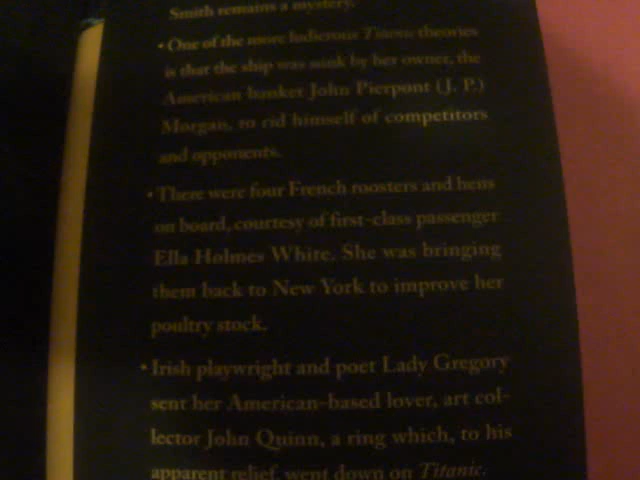 Smith remains a mystery.
• One of the more ludicrous Titanic theories
is that the ship was sunk by her owner, the
American banker John Pierpont (J. P.)
Morgan, to rid himself of competitors
and opponents.
• There were four French roosters and hens
on board, courtesy of first-class passenger
Ella Holmes White. She was bringing
them back to New York to improve her
poultry stock.
• Irish playwright and poet Lady Gregory
sent her American-based lover, art col-
lector John Quinn, a ring which, to his
apparent relief, went down on Titanic.